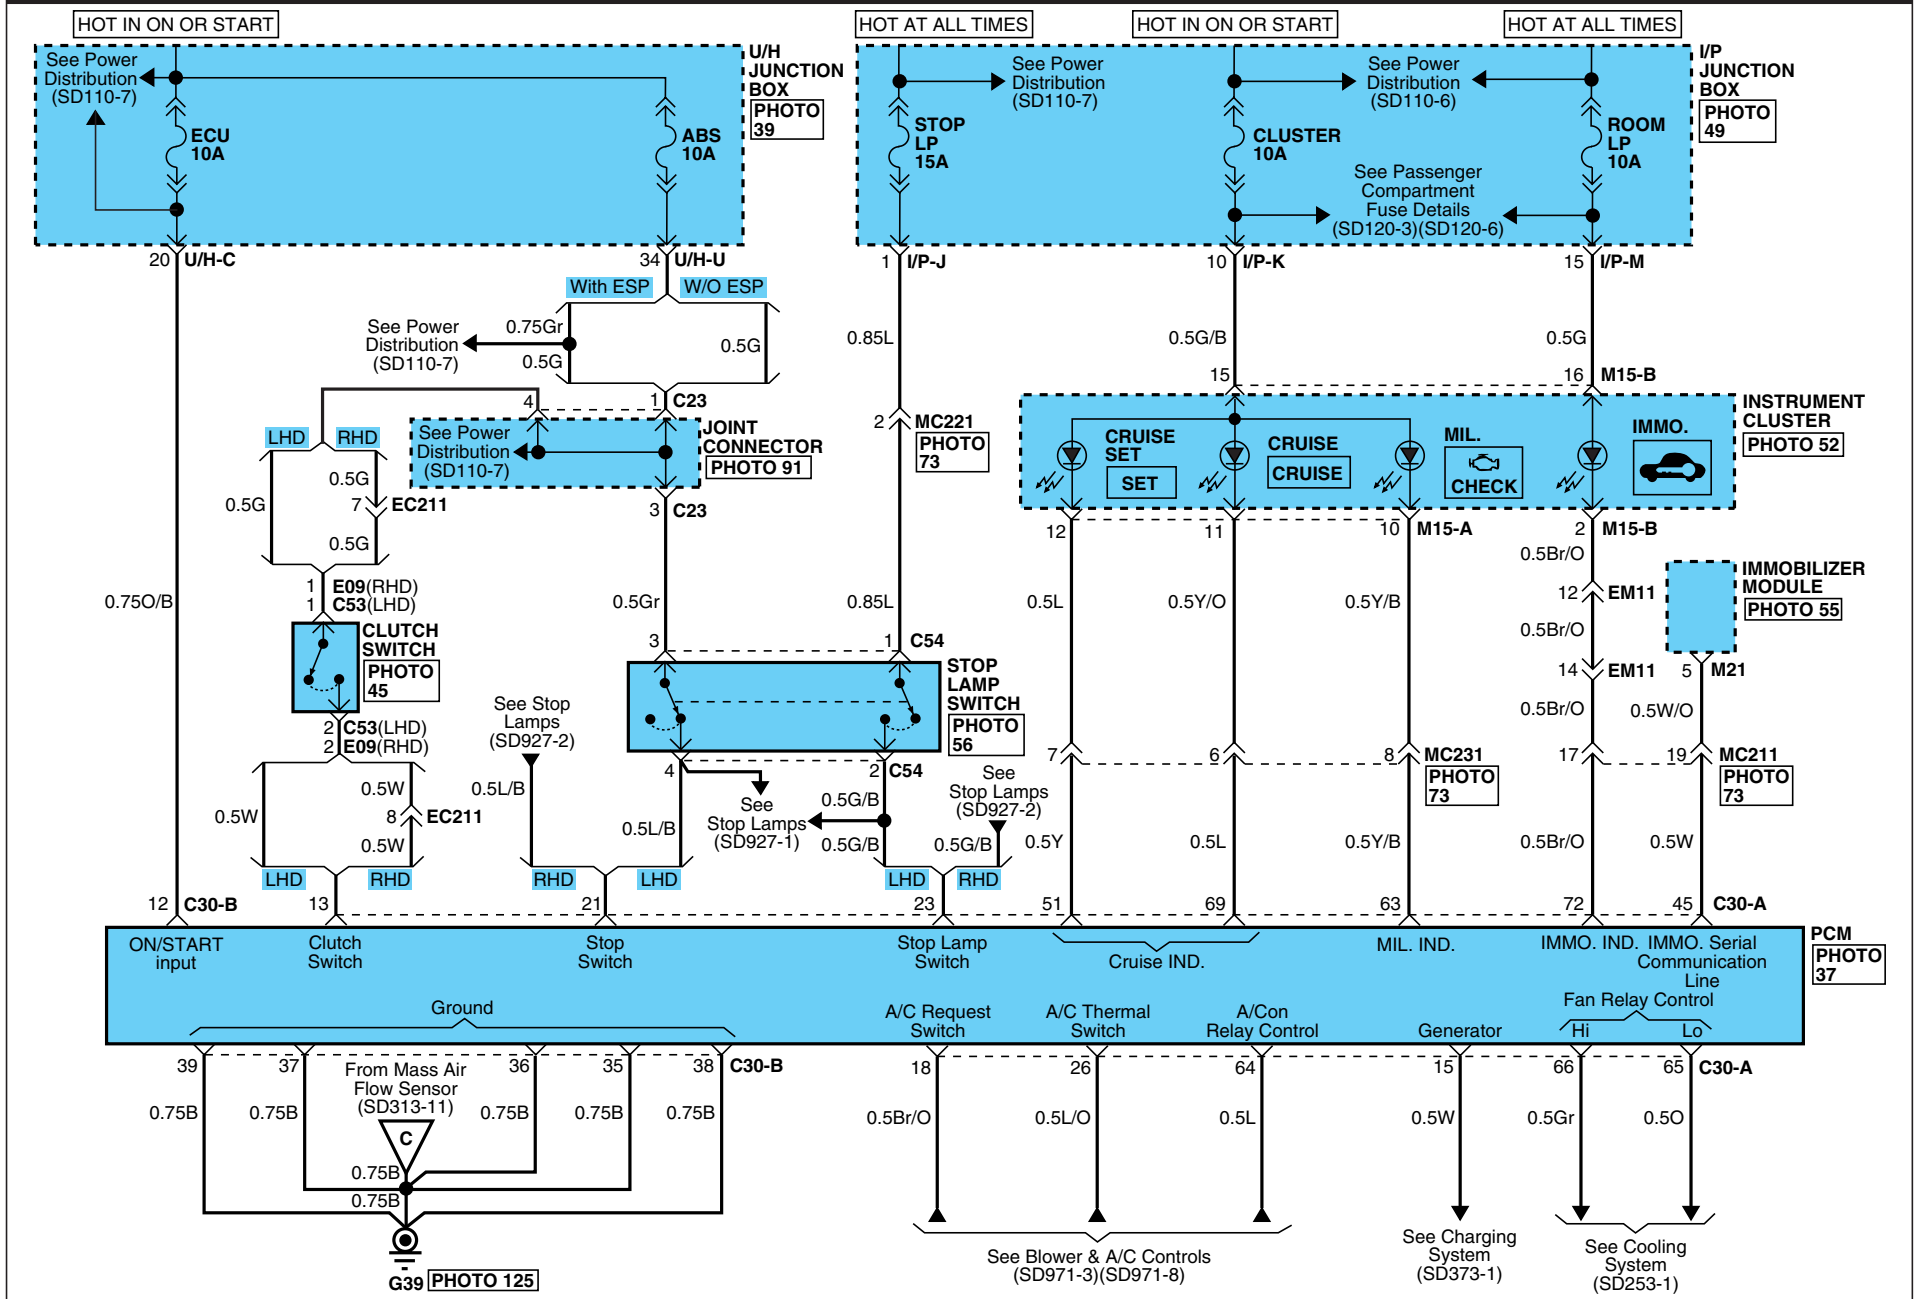 HOT IN ON OR START
HOT AT ALL TIMES
HOT IN ON OR START
HOT AT ALL TIMES
See Power
Distribution
(SD110-7)
ECU
10A
ABS
10A
U/H
JUNCTION
BOX
PHOTO
39
STOP
LP
15A
See Power
Distribution
(SD110-7)
CLUSTER
10A
See Power
Distribution
(SD110-6)
See Passenger
Compartment
Fuse Details
(SD120-3)(SD120-6)
ROOM
LP
10A
I/P
JUNCTION
BOX
PHOTO
49
20 U/H-C
34 U/H-U
1 I/P-J
10 I/P-K
15 I/P-M
With ESP
W/O ESP
See Power
Distribution
(SD110-7)
0.75Gr
0.5G
0.5G
0.85L
0.5G/B
0.5G
4
1 C23
See Power
Distribution
(SD110-7)
JOINT
CONNECTOR
PHOTO 91
3 C23
2 MC221
PHOTO
73
15
16 M15-B
INSTRUMENT
CLUSTER
PHOTO 52
CRUISE
SET
SET
CRUISE
CRUISE
MIL.
CHECK
IMMO.
12
11
10 M15-A
2 M15-B
LHD
RHD
0.5G
0.5G
7 EC211
0.5G
1 E09(RHD)
1 C53(LHD)
CLUTCH
SWITCH
PHOTO
45
2 C53(LHD)
2 E09(RHD)
0.5W
0.5W
8 EC211
0.5W
LHD
RHD
0.75O/B
0.5Gr
0.85L
0.5L
0.5Y/O
0.5Y/B
0.5Br/O
12 EM11
0.5Br/O
14 EM11
0.5Br/O
IMMOBILIZER
MODULE
PHOTO 55
5 M21
0.5W/O
3
1 C54
STOP
LAMP
SWITCH
PHOTO
56
4
2 C54
See Stop
Lamps
(SD927-2)
0.5L/B
0.5L/B
See
Stop Lamps
(SD927-1)
0.5G/B
0.5G/B
See
Stop Lamps
(SD927-2)
0.5G/B
RHD
LHD
LHD
RHD
7
6
8 MC231
PHOTO
73
17
19 MC211
PHOTO
73
0.5Y
0.5L
0.5Y/B
0.5Br/O
0.5W
12 C30-B
13
21
23
51
69
63
72
45 C30-A
ON/START
input
Clutch
Switch
Stop
Switch
Stop Lamp
Switch
Cruise IND.
MIL. IND.
IMMO. IND.
IMMO. Serial
Communication
Line
PCM
PHOTO
37
Ground
A/C Request
Switch
A/C Thermal
Switch
A/Con
Relay Control
Generator
Fan Relay Control
Hi
Lo
39
37
36
35
38 C30-B
18
26
64
15
66
65 C30-A
From Mass Air
Flow Sensor
(SD313-11)
C
0.75B
0.75B
0.75B
0.75B
0.75B
0.75B
0.75B
0.5Br/O
0.5L/O
0.5L
0.5W
0.5Gr
0.5O
G39 PHOTO 125
See Blower & A/C Controls
(SD971-3)(SD971-8)
See Charging
System
(SD373-1)
See Cooling
System
(SD253-1)